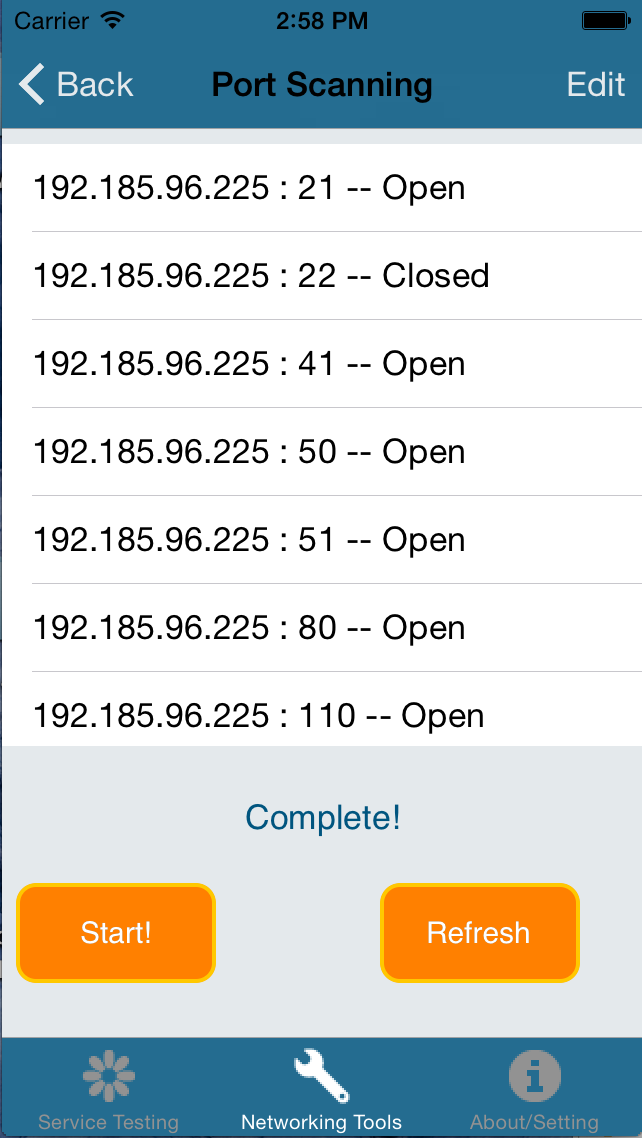 Carrier 2:58 PM
Back Port Scanning Edit
192.185.96.225 : 21 -- Open
192.185.96.225 : 22 -- Closed
192.185.96.225 : 41 -- Open
192.185.96.225 : 50 -- Open
192.185.96.225 : 51 -- Open
192.185.96.225 : 80 -- Open
192.185.96.225 : 110 -- Open
Complete!
Start! Refresh
Service Testing Networking Tools About/Setting